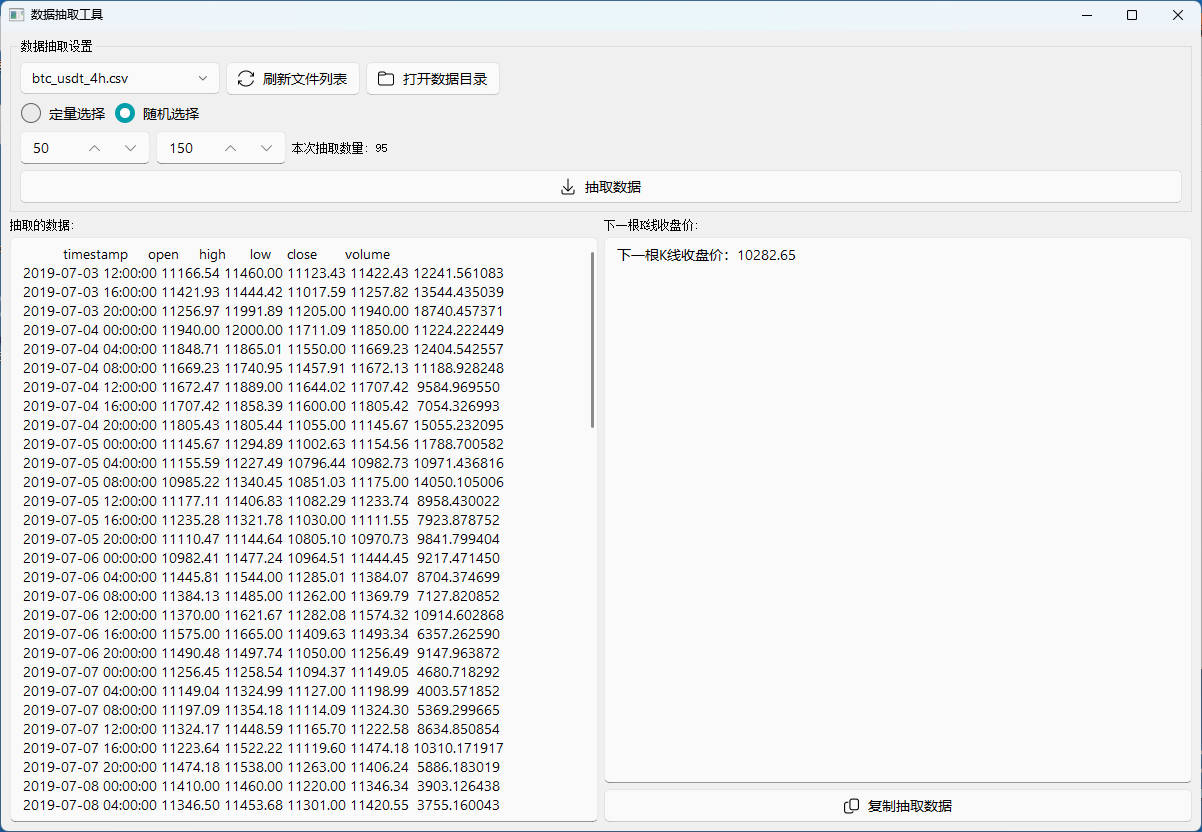 数据抽取工具
数据抽取设置
btc_usdt_4h.csv 刷新文件列表 打开数据目录
定量选择 随机选择
50 150 本次抽取数量：95
抽取数据
抽取的数据:
timestamp open high low close volume
2019-07-03 12:00:00 11166.54 11460.00 11123.43 11422.43 12241.561083
2019-07-03 16:00:00 11421.93 11444.42 11017.59 11257.82 13544.435039
2019-07-03 20:00:00 11256.97 11991.89 11205.00 11940.00 18740.457371
2019-07-04 00:00:00 11940.00 12000.00 11711.09 11850.00 11224.222449
2019-07-04 04:00:00 11848.71 11865.01 11550.00 11669.23 12404.542557
2019-07-04 08:00:00 11669.23 11740.95 11457.91 11672.13 11188.928248
2019-07-04 12:00:00 11672.47 11889.00 11644.02 11707.42 9584.969550
2019-07-04 16:00:00 11707.42 11858.39 11600.00 11805.42 7054.326993
2019-07-04 20:00:00 11805.43 11805.44 11055.00 11145.67 15055.232095
2019-07-05 00:00:00 11145.67 11294.89 11002.63 11154.56 11788.700582
2019-07-05 04:00:00 11155.59 11227.49 10796.44 10982.73 10971.436816
2019-07-05 08:00:00 10985.22 11340.45 10851.03 11175.00 14050.105006
2019-07-05 12:00:00 11177.11 11406.83 11082.29 11233.74 8958.430022
2019-07-05 16:00:00 11235.28 11321.78 11030.00 11111.55 7923.878752
2019-07-05 20:00:00 11110.47 11144.64 10805.10 10970.73 9841.799404
2019-07-06 00:00:00 10982.41 11477.24 10964.51 11444.45 9217.471450
2019-07-06 04:00:00 11445.81 11544.00 11285.01 11384.07 8704.374699
2019-07-06 08:00:00 11384.13 11485.00 11262.00 11369.79 7127.820852
2019-07-06 12:00:00 11370.00 11621.67 11282.08 11574.32 10914.602868
2019-07-06 16:00:00 11575.00 11665.00 11409.63 11493.34 6357.262590
2019-07-06 20:00:00 11490.48 11497.74 11050.00 11256.49 9147.963872
2019-07-07 00:00:00 11256.45 11258.54 11094.37 11149.05 4680.718292
2019-07-07 04:00:00 11149.04 11324.99 11127.00 11198.99 4003.571852
2019-07-07 08:00:00 11197.09 11354.18 11114.09 11324.30 5369.299665
2019-07-07 12:00:00 11324.17 11448.59 11165.70 11222.58 8634.850854
2019-07-07 16:00:00 11223.64 11522.22 11119.60 11474.18 10310.171917
2019-07-07 20:00:00 11474.18 11538.00 11263.00 11406.24 5886.183019
2019-07-08 00:00:00 11410.00 11460.00 11220.00 11346.34 3903.126438
2019-07-08 04:00:00 11346.50 11453.68 11301.00 11420.55 3755.160043
下一根K线收盘价:
下一根K线收盘价：10282.65
复制抽取数据